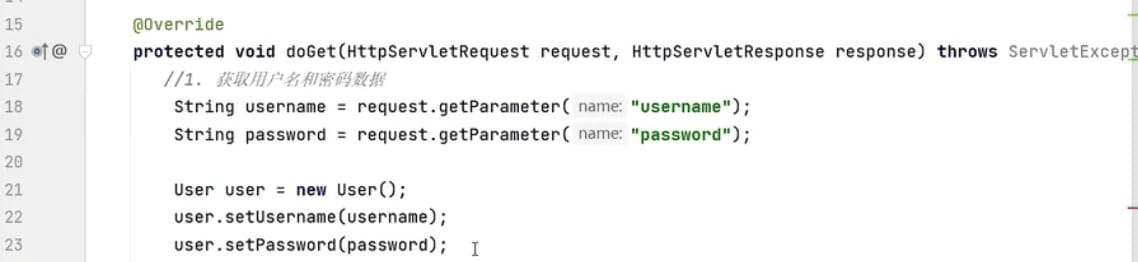 15 @Override
16 @ protected void doGet(HttpServletRequest request, HttpServletResponse response) throws ServletExcept
17 //1. 获取用户名和密码数据
18 String username = request.getParameter( name: "username");
19 String password = request.getParameter( name: "password");
20
21 User user = new User();
22 user.setUsername(username);
23 user.setPassword(password);